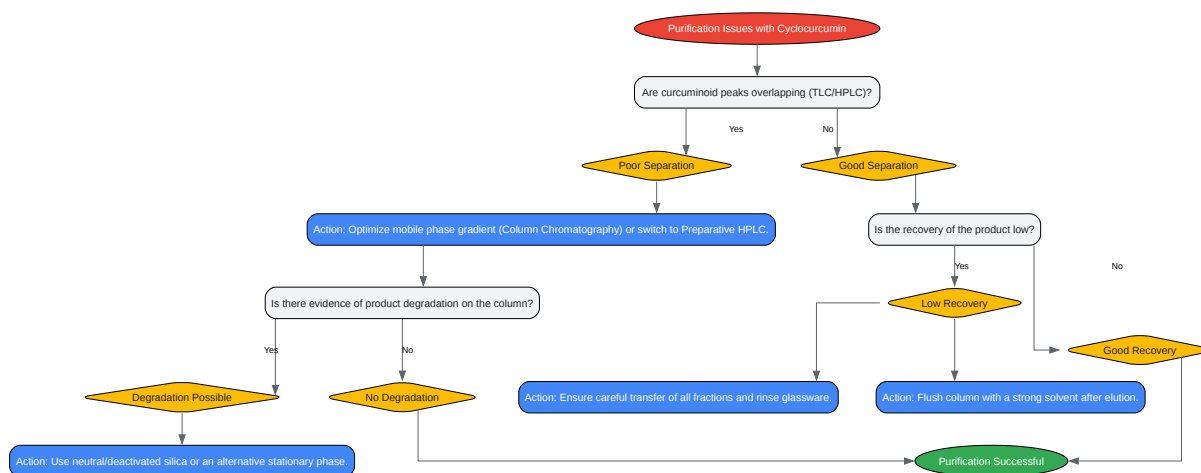 Purification Issues with Cyclocurcumin
Are curcuminoid peaks overlapping (TLC/HPLC)?
Yes
No
Poor Separation
Good Separation
Action: Optimize mobile phase gradient (Column Chromatography) or switch to Preparative HPLC.
Is the recovery of the product low?
Yes
No
Is there evidence of product degradation on the column?
Low Recovery
Yes
No
Good Recovery
Degradation Possible
No Degradation
Action: Ensure careful transfer of all fractions and rinse glassware.
Action: Flush column with a strong solvent after elution.
Action: Use neutral/deactivated silica or an alternative stationary phase.
Purification Successful